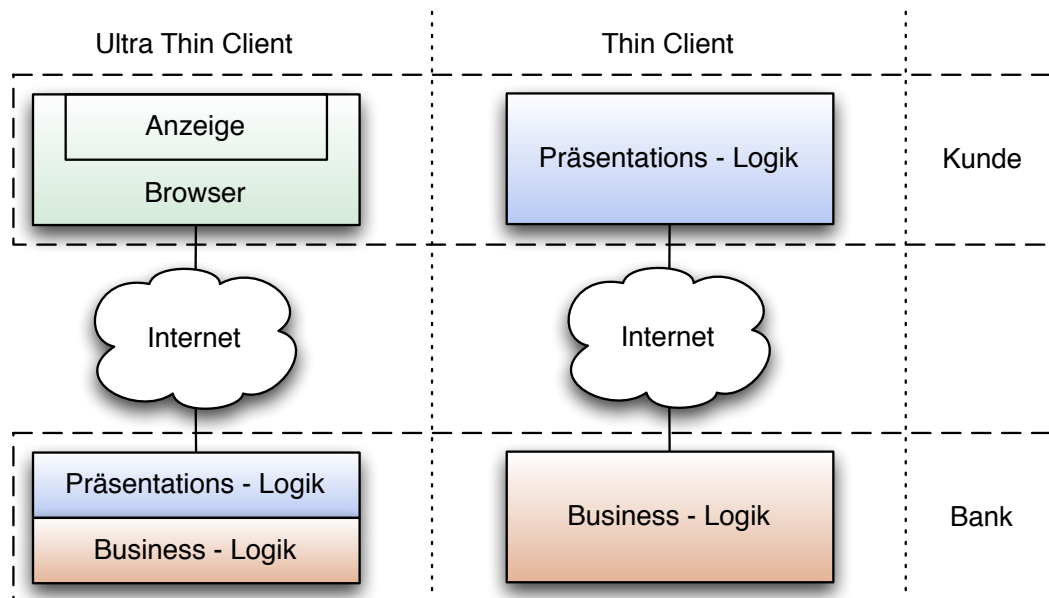 Ultra Thin Client
Thin Client
Anzeige
Browser
Präsentations - Logik
Kunde
Internet
Internet
Präsentations - Logik
Business - Logik
Business - Logik
Bank